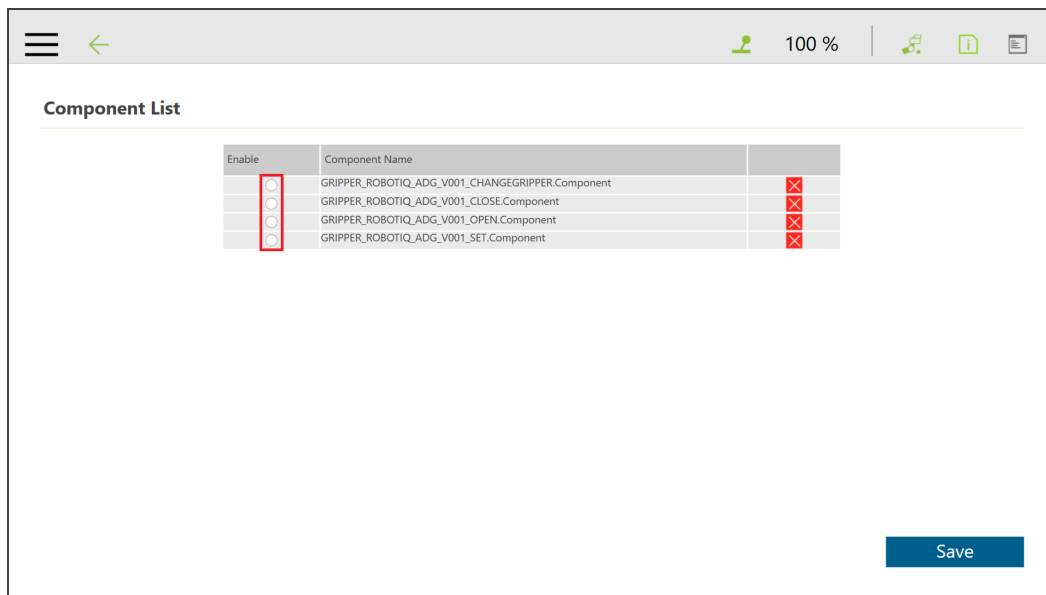 100 %
Component List
Enable Component Name
GRIPPER_ROBOTIQ_ADG_V001_CHANGEGRIPPER.Component
GRIPPER_ROBOTIQ_ADG_V001_CLOSE.Component
GRIPPER_ROBOTIQ_ADG_V001_OPEN.Component
GRIPPER_ROBOTIQ_ADG_V001_SET.Component
Save